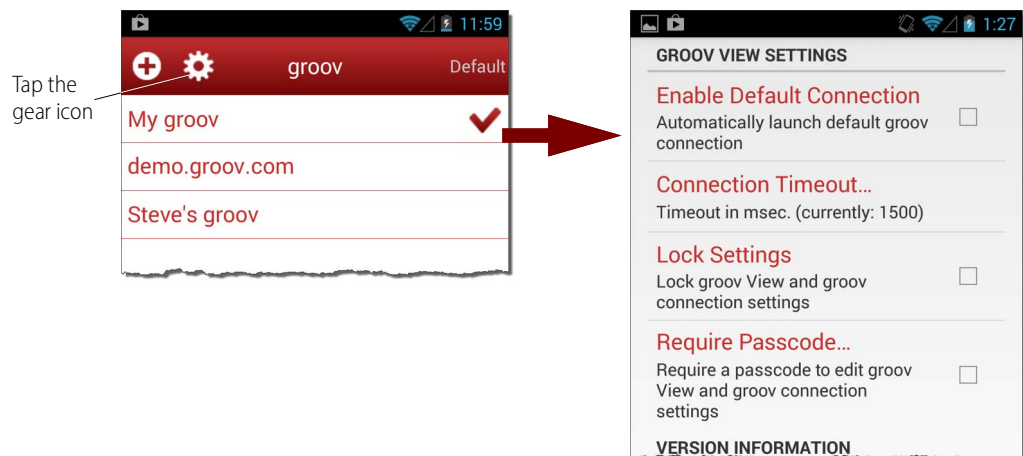 Tap the
gear icon
11:59
groov
Default
My groov
demo.groov.com
Steve's groov
1:27
GROOV VIEW SETTINGS
Enable Default Connection
Automatically launch default groov
connection
Connection Timeout...
Timeout in msec. (currently: 1500)
Lock Settings
Lock groov View and groov
connection settings
Require Passcode...
Require a passcode to edit groov
View and groov connection
settings
VERSION INFORMATION